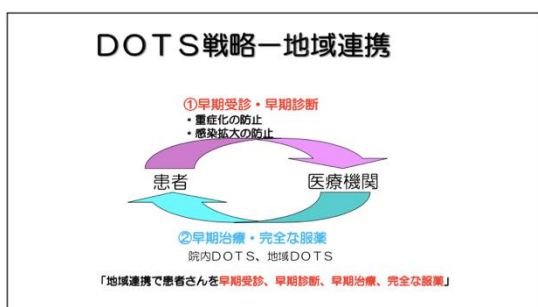 DOTS戦略ー地域連携
①早期受診・早期診断
・重症化の防止
・感染拡大の防止
患者
医療機関
②早期治療・完全な服薬
院内DOTS、地域DOTS
「地域連携で患者さんを早期受診、早期診断、早期治療、完全な服薬」